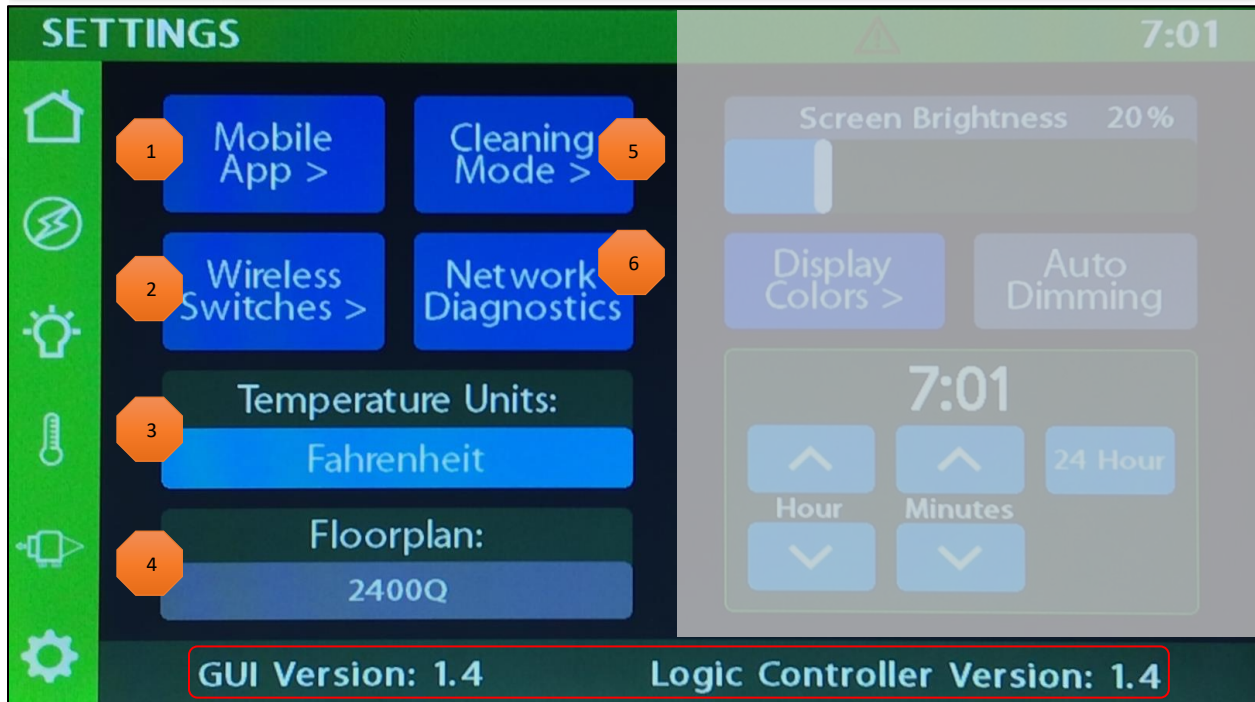 SETTINGS
7:01
1
Mobile
App >
Cleaning
Mode >
5
Screen Brightness 20%
2
Wireless
Switches >
Network
Diagnostics
6
Display
Colors >
Auto
Dimming
3
Temperature Units:
Fahrenheit
7:01
24 Hour
Hour
Minutes
4
Floorplan:
2400Q
GUI Version: 1.4
Logic Controller Version: 1.4